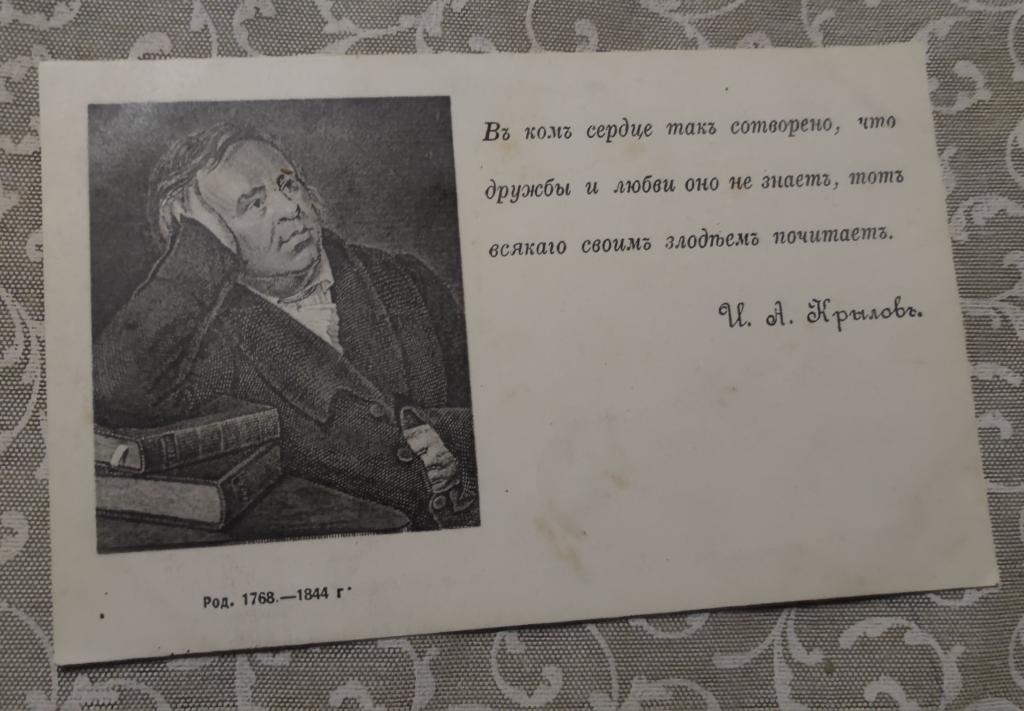 Въ комъ сердце такъ сотворено, что
дружбы и любви оно не знаетъ, тотъ
всякаго своимъ злодѣемъ почитаетъ.
И. А. Крыловъ.
Род. 1768.—1844 г.